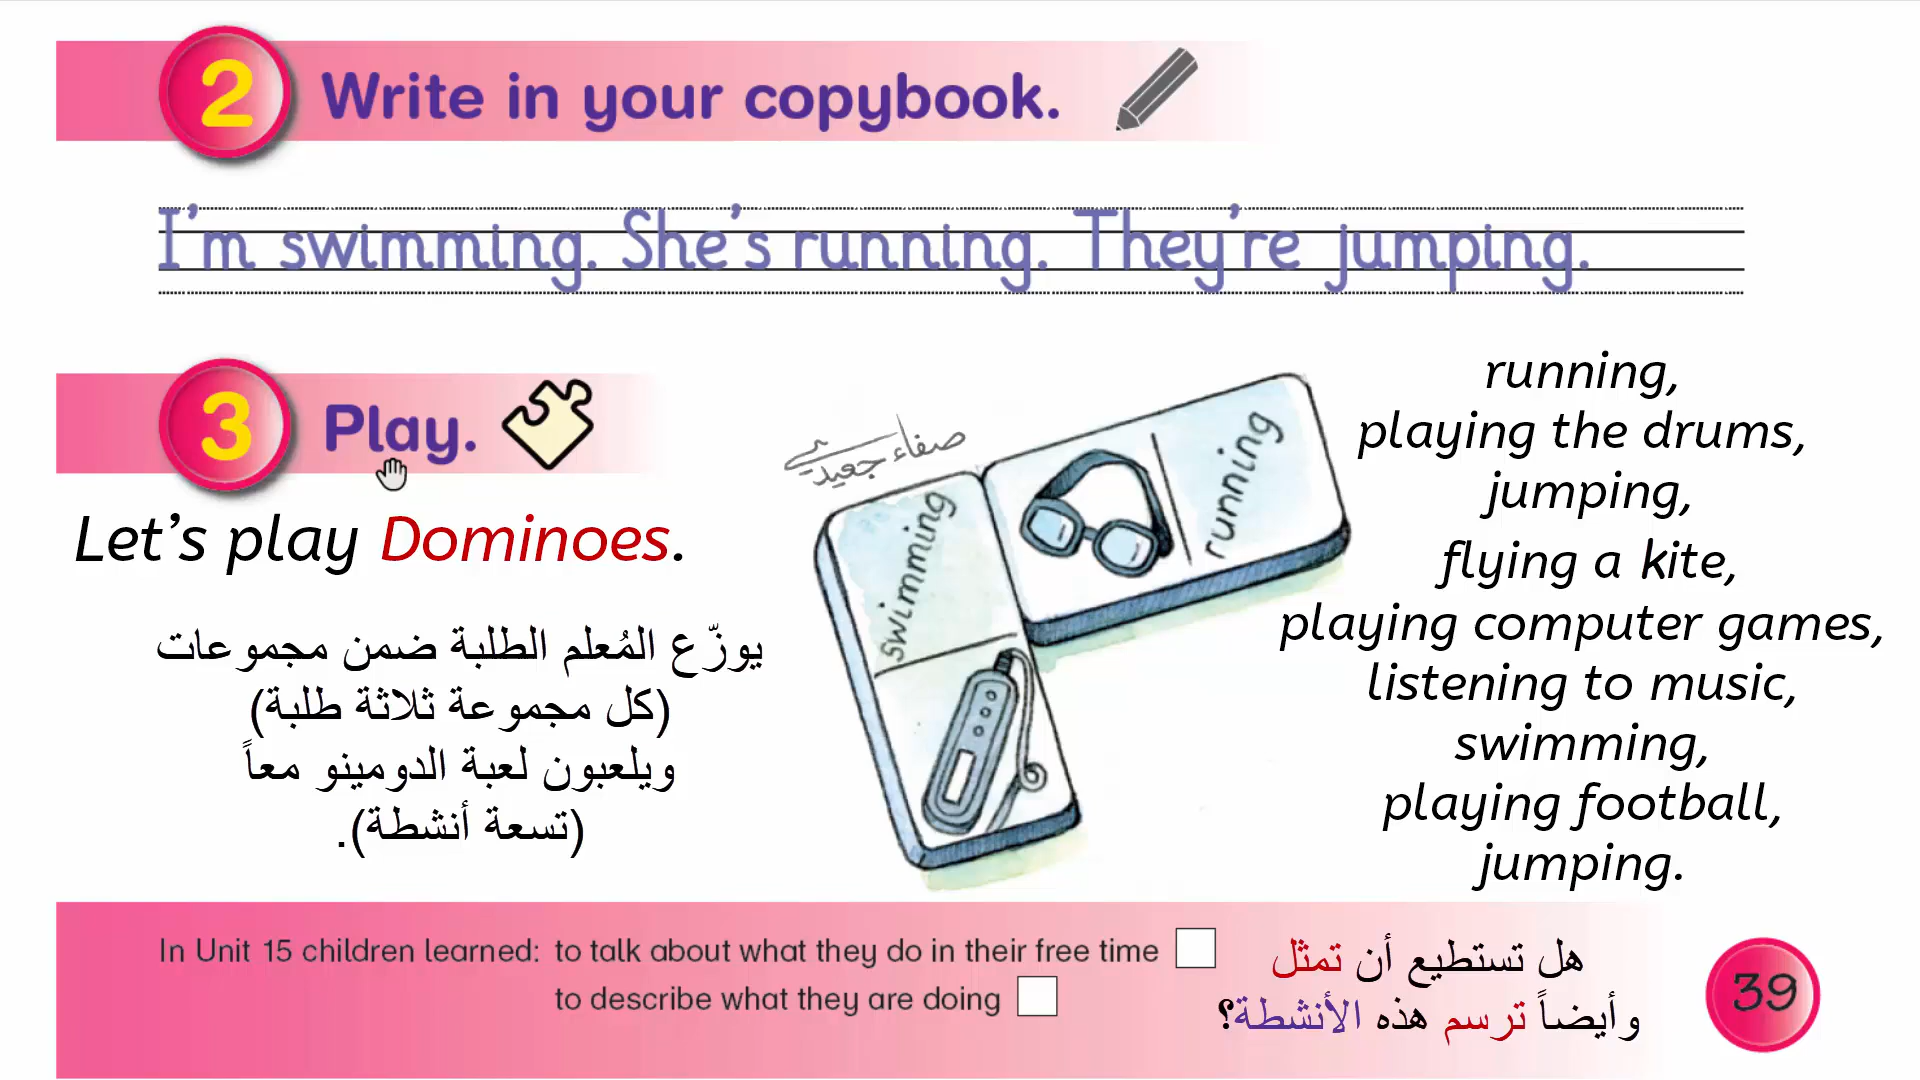 2 Write in your copybook.
I'm swimming. She's running. They're jumping.
3 Play.
Let's play Dominoes.
يوزّع المُعلم الطلبة ضمن مجموعات
(كل مجموعة ثلاثة طلبة)
ويلعبون لعبة الدومينو معاً
(تسعة أنشطة).
صفاء جعيدي
swimming
running
running,
playing the drums,
jumping,
flying a kite,
playing computer games,
listening to music,
swimming,
playing football,
jumping.
In Unit 15 children learned: to talk about what they do in their free time
to describe what they are doing
هل تستطيع أن تمثل
وأيضاً ترسم هذه الأنشطة؟
39